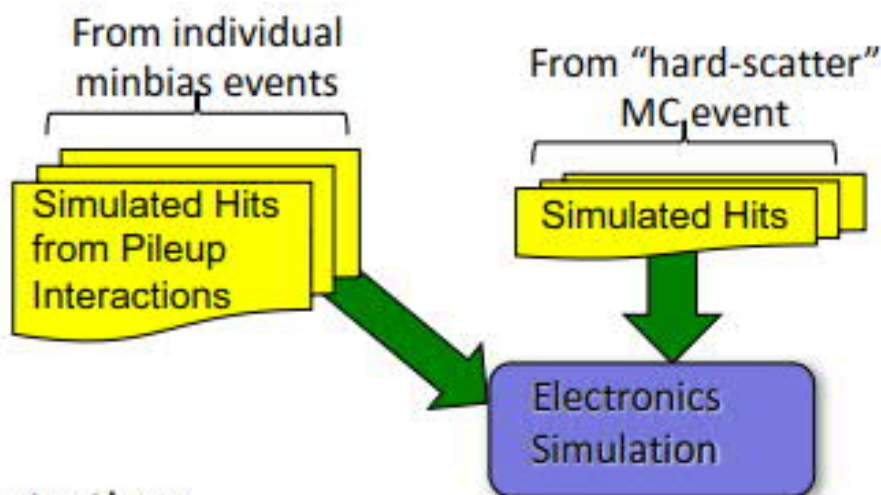 From individual
minbias events
From “hard-scatter”
MC event
Simulated Hits
from Pileup
Interactions
Simulated Hits
Electronics
Simulation